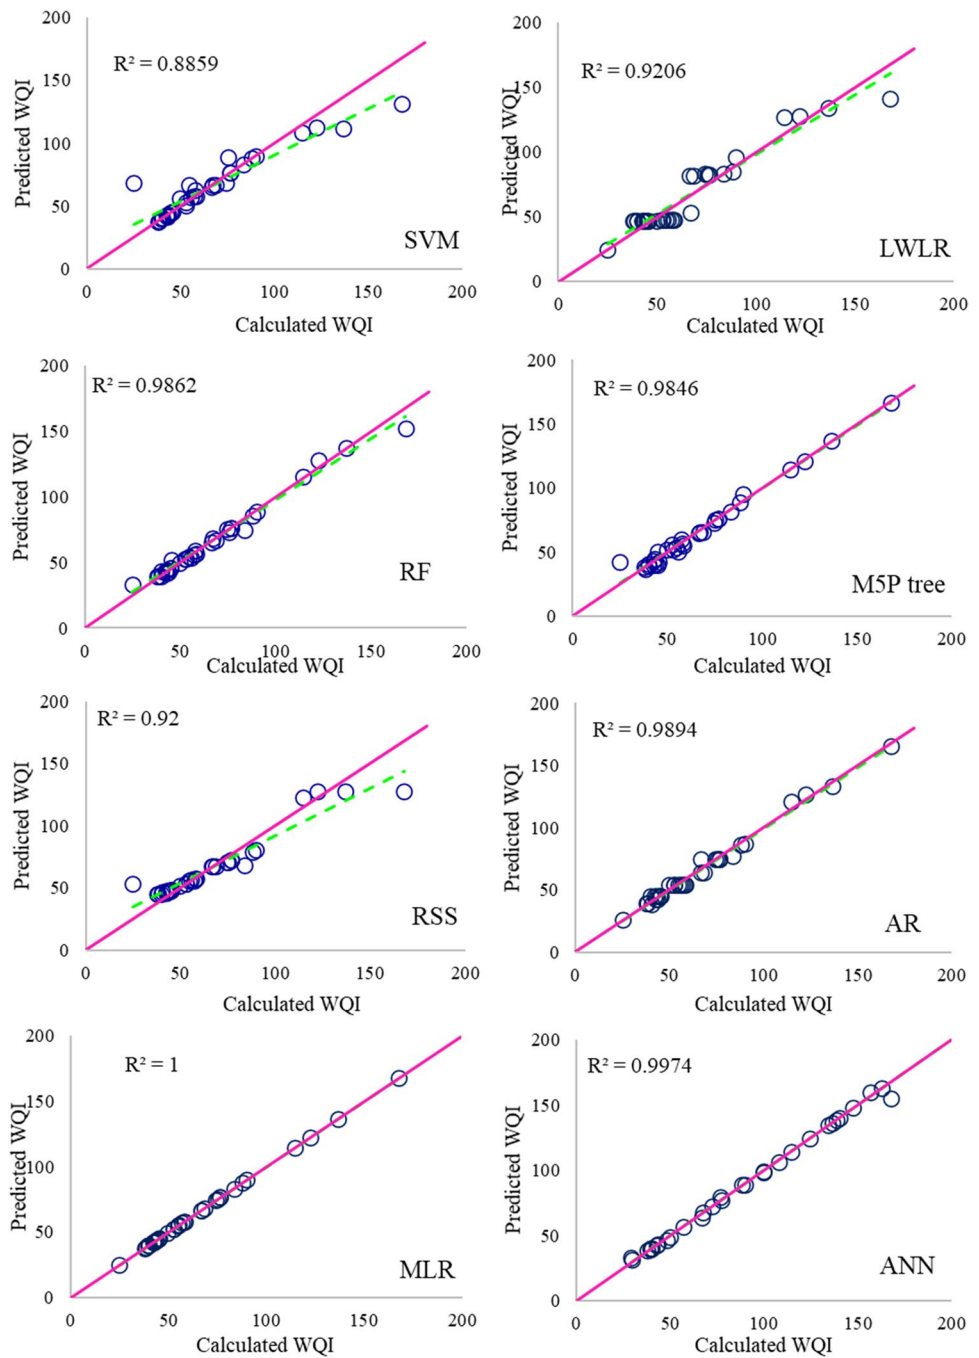 200
150
100
50
0
Predicted WQI
R² = 0.8859
SVM
0 50 100 150 200
Calculated WQI
200
150
100
50
0
Predicted WQI
R² = 0.9206
LWLR
0 50 100 150 200
Calculated WQI
200
150
100
50
0
Predicted WQI
R² = 0.9862
RF
0 50 100 150 200
Calculated WQI
200
150
100
50
0
Predicted WQI
R² = 0.9846
M5P tree
0 50 100 150 200
Calculated WQI
200
150
100
50
0
Predicted WQI
R² = 0.92
RSS
0 50 100 150 200
Calculated WQI
200
150
100
50
0
Predicted WQI
R² = 0.9894
AR
0 50 100 150 200
Calculated WQI
200
150
100
50
0
Predicted WQI
R² = 1
MLR
0 50 100 150 200
Calculated WQI
200
150
100
50
0
Predicted WQI
R² = 0.9974
ANN
0 50 100 150 200
Calculated WQI